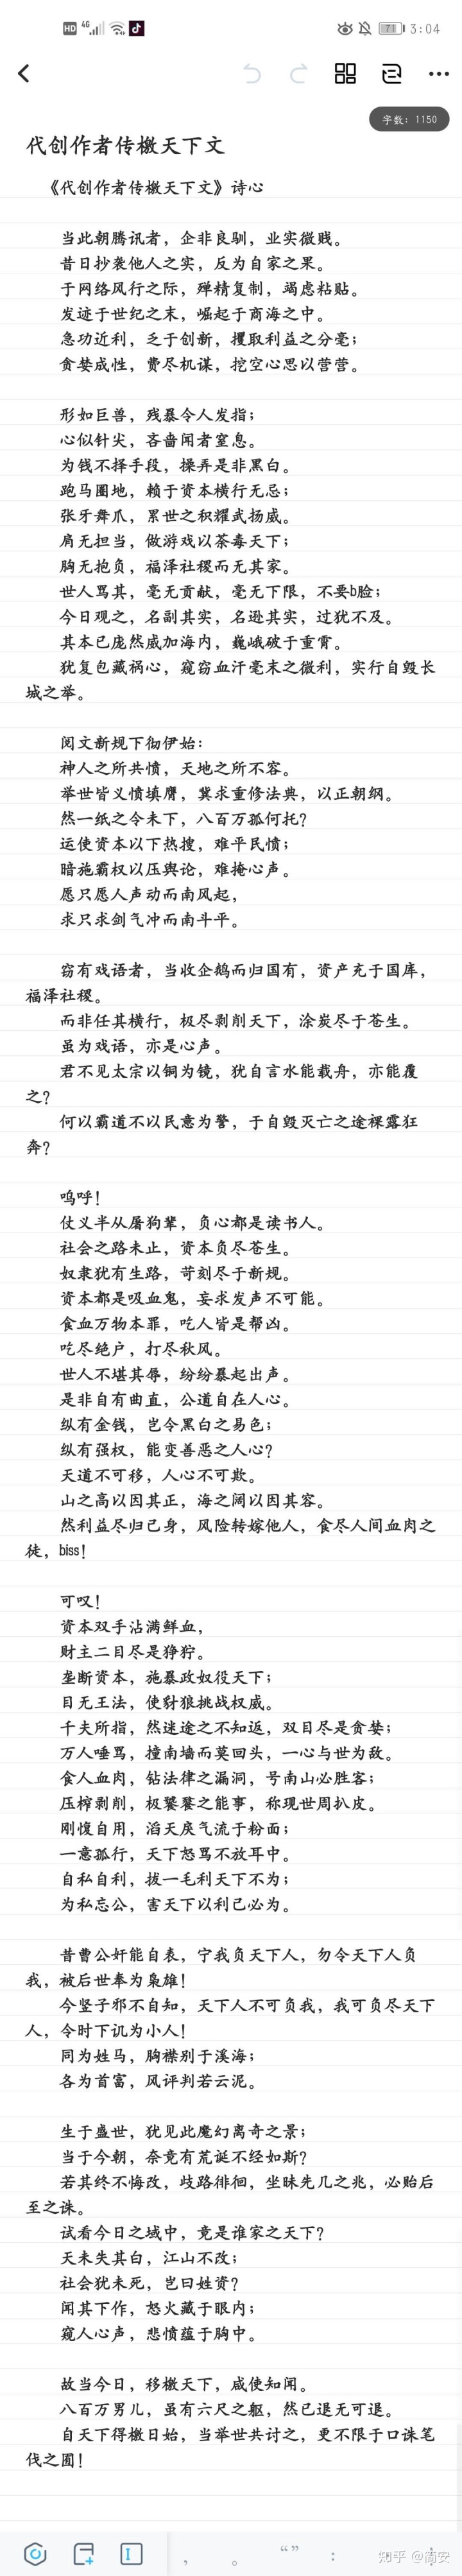 HD 4G 71 3:04
字数：1150
代创作者传檄天下文
《代创作者传檄天下文》诗心
当此朝腾讯者，企非良驯，业实微贱。
昔日抄袭他人之实，反为自家之果。
于网络风行之际，殚精复制，竭虑粘贴。
发迹于世纪之末，崛起于商海之中。
急功近利，乏于创新，攫取利益之分毫；
贪婪成性，费尽机谋，挖空心思以营营。
形如巨兽，残暴令人发指；
心似针尖，吝啬闻者窒息。
为钱不择手段，操弄是非黑白。
跑马圈地，赖于资本横行无忌；
张牙舞爪，累世之积耀武扬威。
肩无担当，做游戏以荼毒天下；
胸无抱负，福泽社稷而无其家。
世人骂其，毫无贡献，毫无下限，不要b脸；
今日观之，名副其实，名逊其实，过犹不及。
其本已庞然威加海内，巍峨破于重霄。
犹复包藏祸心，窥窃血汗毫末之微利，实行自毁长
城之举。
阅文新规下彻伊始：
神人之所共愤，天地之所不容。
举世皆义愤填膺，冀求重修法典，以正朝纲。
然一纸之令未下，八百万孤何托？
运使资本以下热搜，难平民愤；
暗施霸权以压舆论，难掩心声。
愿只愿人声动而南风起，
求只求剑气冲而南斗平。
窃有戏语者，当收企鹅而归国有，资产充于国库，
福泽社稷。
而非任其横行，极尽剥削天下，涂炭尽于苍生。
虽为戏语，亦是心声。
君不见太宗以铜为镜，犹自言水能载舟，亦能覆
之？
何以霸道不以民意为警，于自毁灭亡之途裸露狂
奔？
呜呼！
仗义半从屠狗辈，负心都是读书人。
社会之路未止，资本负尽苍生。
奴隶犹有生路，苛刻尽于新规。
资本都是吸血鬼，妄求发声不可能。
食血万物本罪，吃人皆是帮凶。
吃尽绝户，打尽秋风。
世人不堪其辱，纷纷暴起出声。
是非自有曲直，公道自在人心。
纵有金钱，岂令黑白之易色；
纵有强权，能变善恶之人心？
天道不可移，人心不可欺。
山之高以因其正，海之阔以因其容。
然利益尽归己身，风险转嫁他人，食尽人间血肉之
徒，biss！
可叹！
资本双手沾满鲜血，
财主二目尽是狰狞。
垄断资本，施暴政奴役天下；
目无王法，使豺狼挑战权威。
千夫所指，然迷途之不知返，双目尽是贪婪；
万人唾骂，撞南墙而莫回头，一心与世为敌。
食人血肉，钻法律之漏洞，号南山必胜客；
压榨剥削，极饕餮之能事，称现世周扒皮。
刚愎自用，滔天戾气流于粉面；
一意孤行，天下怒骂不放耳中。
自私自利，拔一毛利天下不为；
为私忘公，害天下以利己必为。
昔曹公奸能自表，宁我负天下人，勿令天下人负
我，被后世奉为枭雄！
今竖子邪不自知，天下人不可负我，我可负尽天下
人，令时下讥为小人！
同为姓马，胸襟别于溪海；
各为首富，风评判若云泥。
生于盛世，犹见此魔幻离奇之景；
当于今朝，奈竟有荒诞不经如斯？
若其终不悔改，歧路徘徊，坐昧先几之兆，必贻后
至之诛。
试看今日之域中，竟是谁家之天下？
天未失其白，江山不改；
社会犹未死，岂曰姓资？
闻其下作，怒火藏于眼内；
窥人心声，悲愤蕴于胸中。
故当今日，移檄天下，咸使知闻。
八百万男儿，虽有六尺之躯，然已退无可退。
自天下得檄日始，当举世共讨之，更不限于口诛笔
伐之囿！
， 。 “” ：
知乎 @简安